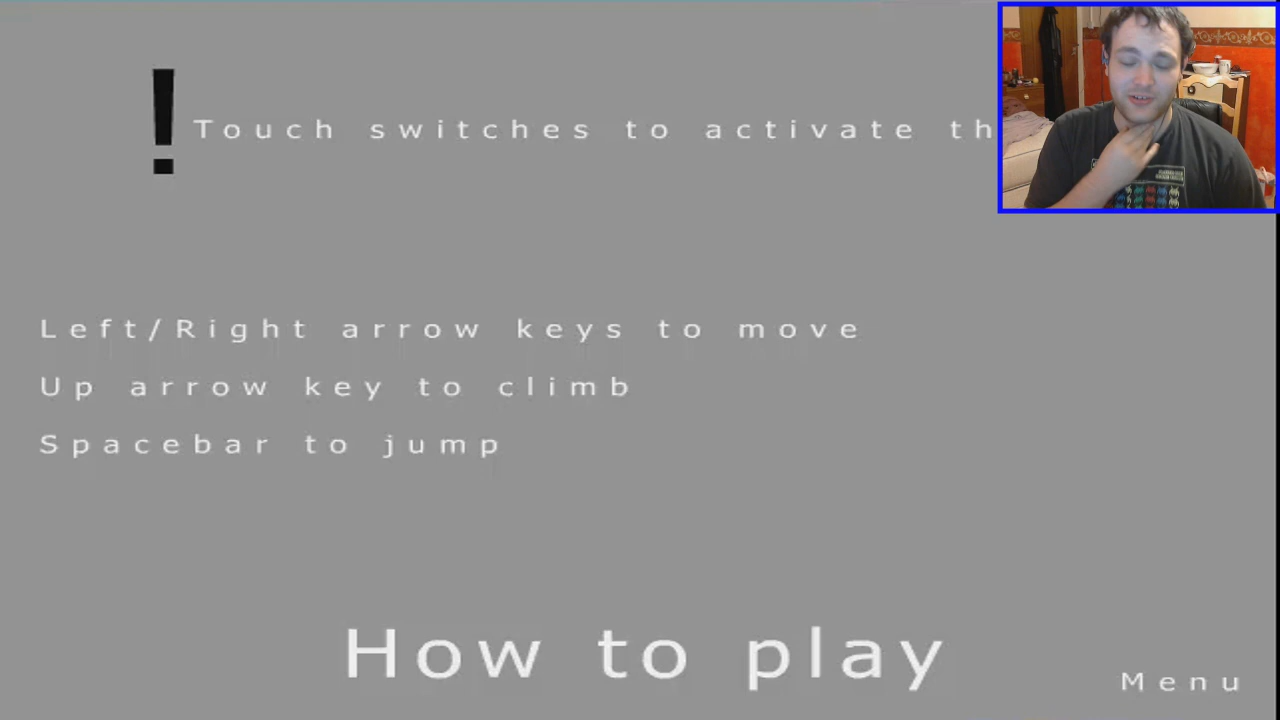 ! Touch switches to activate th
Left/Right arrow keys to move
Up arrow key to climb
Spacebar to jump
How to play
Menu